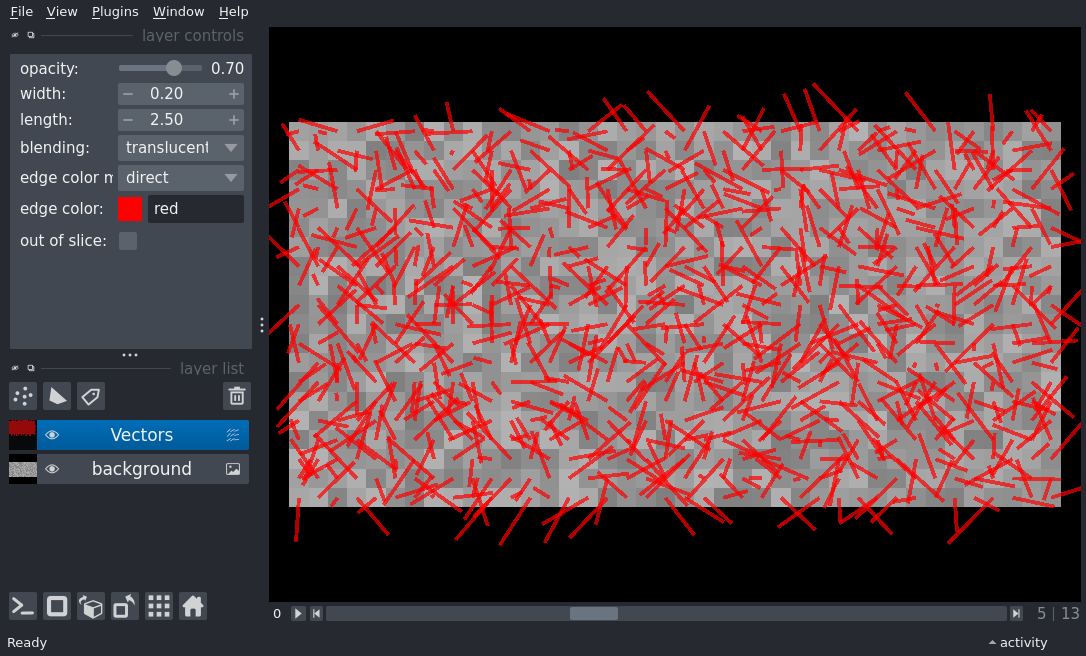 File View Plugins Window Help
layer controls
opacity: 0.70
width: − 0.20 +
length: − 2.50 +
blending: translucent
edge color m direct
edge color: red
out of slice:
layer list
Vectors
background
0 5 | 13
Ready activity